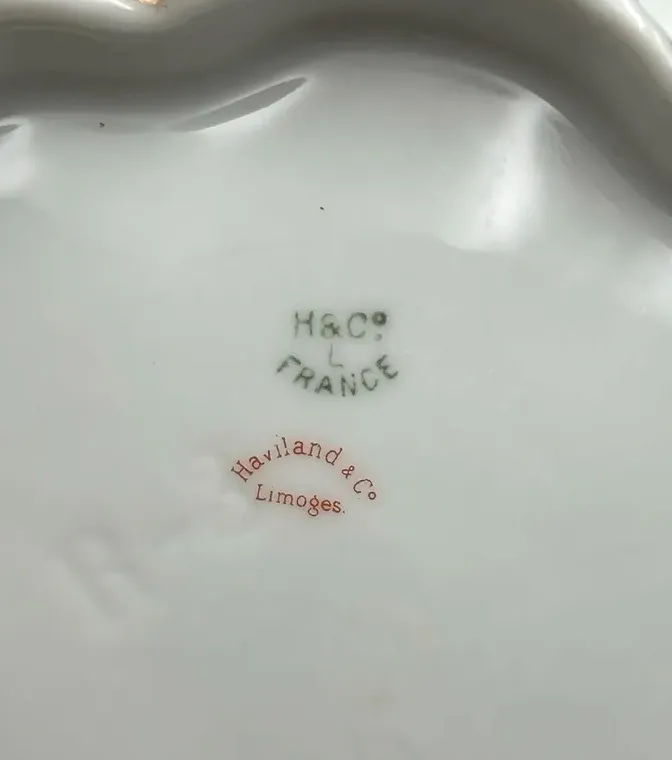 H&Cº
L
FRANCE
Haviland & Cº
Limoges.